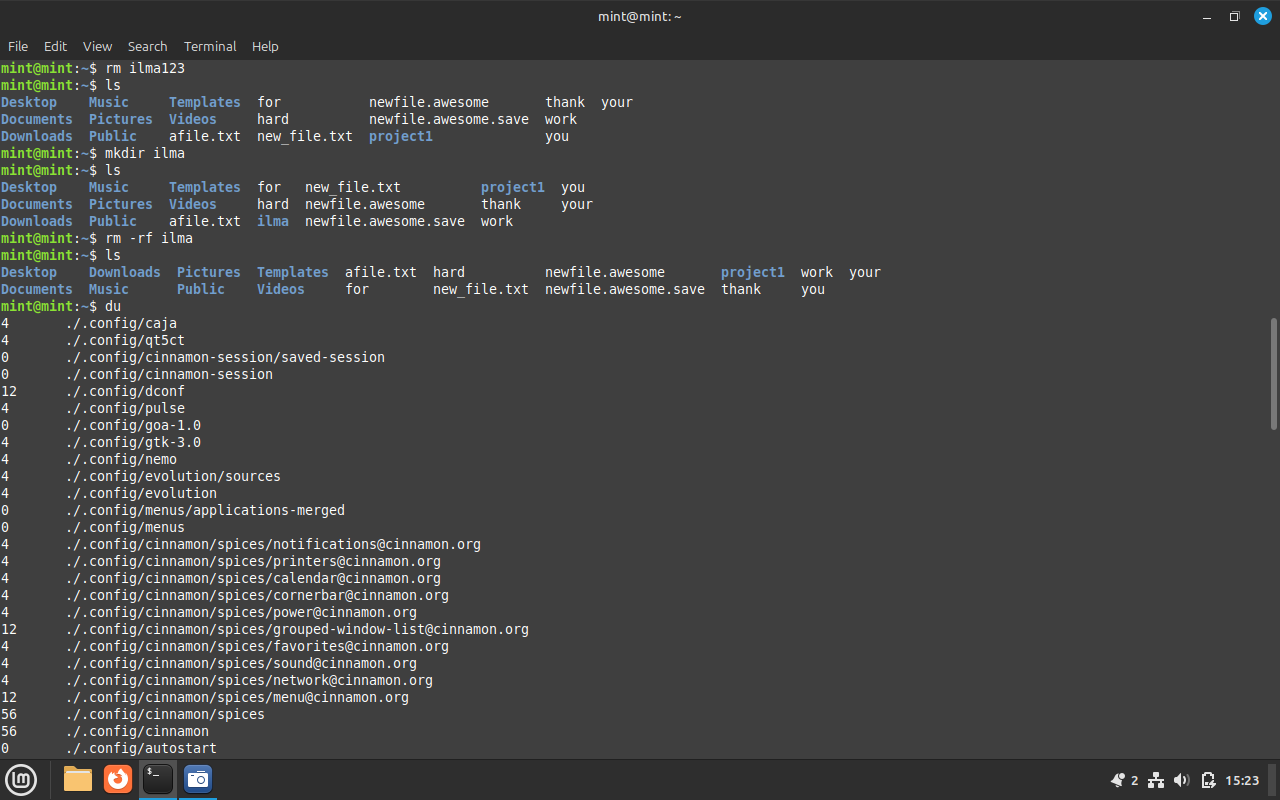 mint@mint: ~
File Edit View Search Terminal Help
mint@mint:~$ rm ilma123
mint@mint:~$ ls
Desktop    Music     Templates  for           newfile.awesome       thank  your
Documents  Pictures  Videos     hard          newfile.awesome.save  work
Downloads  Public    afile.txt  new_file.txt  project1              you
mint@mint:~$ mkdir ilma
mint@mint:~$ ls
Desktop    Music     Templates  for   new_file.txt          project1  you
Documents  Pictures  Videos     hard  newfile.awesome       thank     your
Downloads  Public    afile.txt  ilma  newfile.awesome.save  work
mint@mint:~$ rm -rf ilma
mint@mint:~$ ls
Desktop    Downloads  Pictures  Templates  afile.txt  hard          newfile.awesome       project1  work  your
Documents  Music      Public    Videos     for        new_file.txt  newfile.awesome.save  thank     you
mint@mint:~$ du
4       ./.config/caja
4       ./.config/qt5ct
0       ./.config/cinnamon-session/saved-session
0       ./.config/cinnamon-session
12      ./.config/dconf
4       ./.config/pulse
0       ./.config/goa-1.0
4       ./.config/gtk-3.0
4       ./.config/nemo
4       ./.config/evolution/sources
4       ./.config/evolution
0       ./.config/menus/applications-merged
0       ./.config/menus
4       ./.config/cinnamon/spices/notifications@cinnamon.org
4       ./.config/cinnamon/spices/printers@cinnamon.org
4       ./.config/cinnamon/spices/calendar@cinnamon.org
4       ./.config/cinnamon/spices/cornerbar@cinnamon.org
4       ./.config/cinnamon/spices/power@cinnamon.org
12      ./.config/cinnamon/spices/grouped-window-list@cinnamon.org
4       ./.config/cinnamon/spices/favorites@cinnamon.org
4       ./.config/cinnamon/spices/sound@cinnamon.org
4       ./.config/cinnamon/spices/network@cinnamon.org
12      ./.config/cinnamon/spices/menu@cinnamon.org
56      ./.config/cinnamon/spices
56      ./.config/cinnamon
0       ./.config/autostart
2 15:23